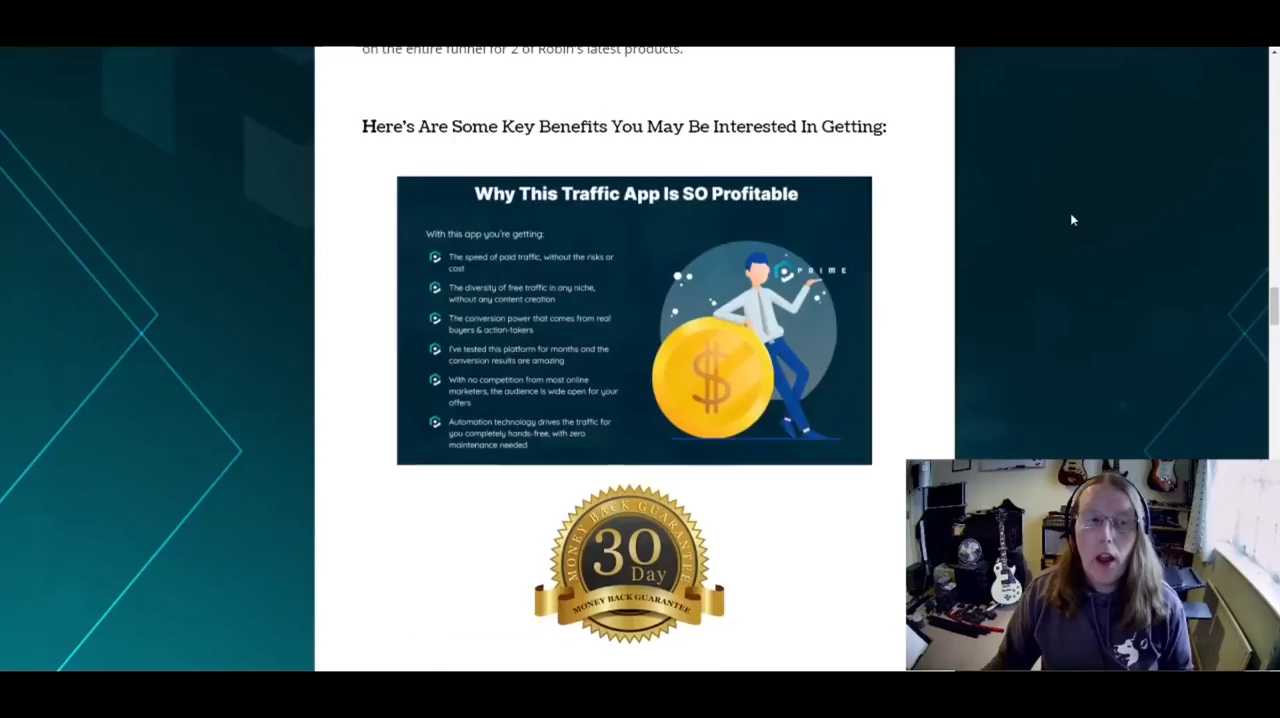 on the entire funnel for 2 of Robin's latest products.
Here's Are Some Key Benefits You May Be Interested In Getting:
Why This Traffic App Is SO Profitable
With this app you're getting:
The speed of paid traffic, without the risks or
cost
The diversity of free traffic in any niche,
without any content creation
The conversion power that comes from real
buyers & action-takers
I've tested this platform for months and the
conversion results are amazing
With no competition from most online
marketers, the audience is wide open for your
offers
Automation technology drives the traffic for
you completely hands-free, with zero
maintenance needed
PRIME
MONEY BACK GUARANTEE
30
Day
MONEY BACK GUARANTEE